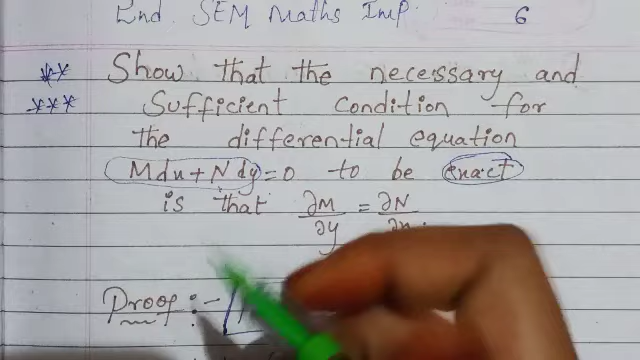 2nd SEM Maths Imp. 6
** Show that the necessary and
*** Sufficient Condition for
the differential equation
Mdx + Ndy = 0 to be exact
is that ∂M/∂y = ∂N/∂x.
Proof :-